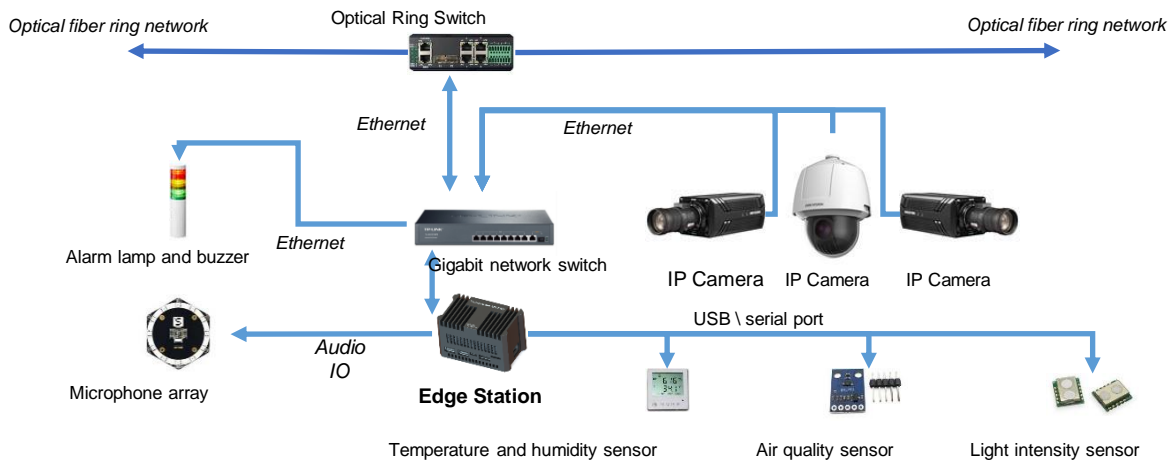 Optical Ring Switch
Optical fiber ring network
Optical fiber ring network
Ethernet
Ethernet
Ethernet
Alarm lamp and buzzer
Gigabit network switch
IP Camera
IP Camera
IP Camera
USB \ serial port
Audio
IO
Microphone array
Edge Station
Temperature and humidity sensor
Air quality sensor
Light intensity sensor